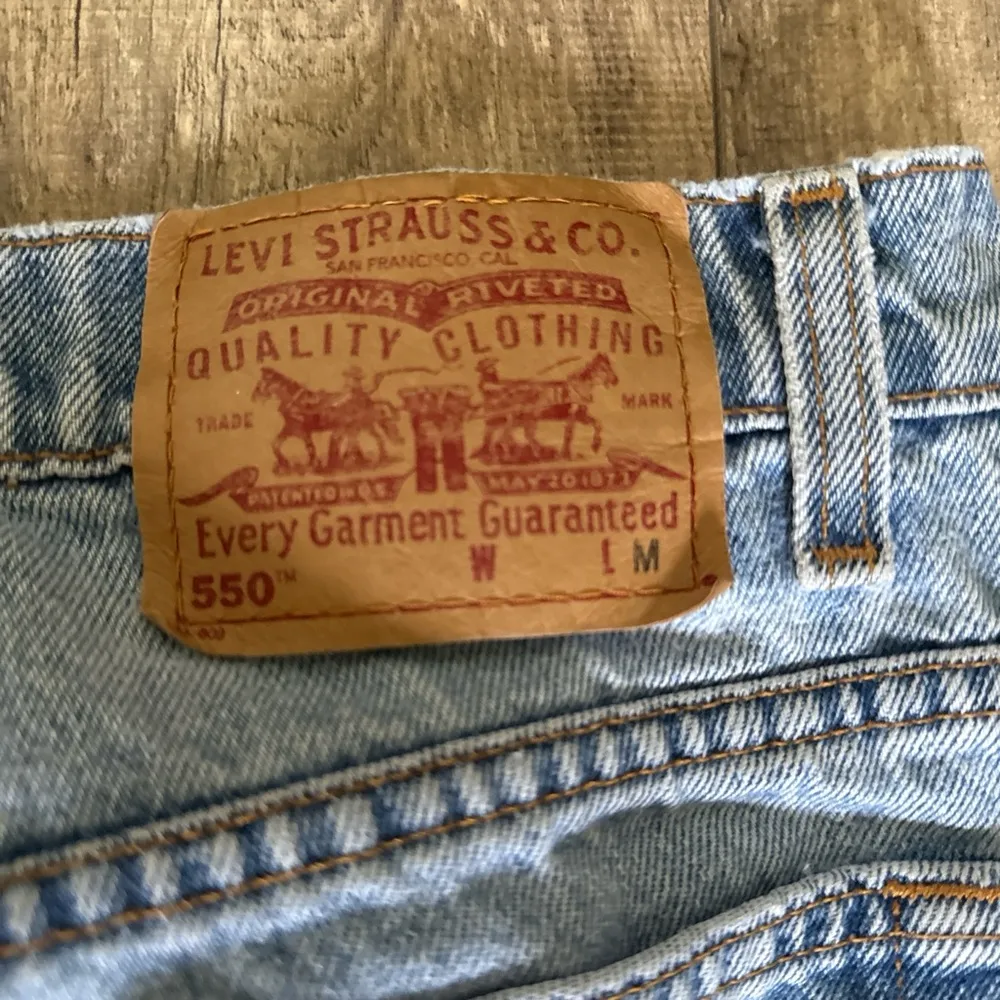 LEVI STRAUSS & CO.
SAN FRANCISCO CAL
ORIGINAL RIVETED
QUALITY CLOTHING
TRADE MARK
PATENTED IN U.S. MAY 20 1873
Every Garment Guaranteed
550™ W L M